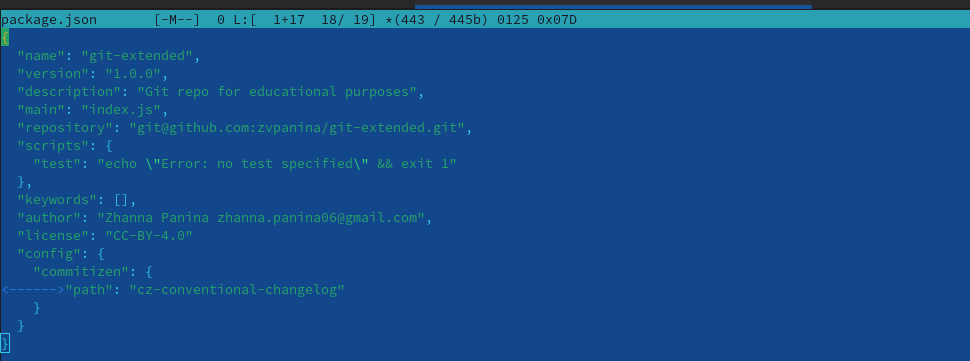 package.json [-M--] 0 L:[ 1+17 18/ 19] *(443 / 445b) 0125 0x07D
{
"name": "git-extended",
"version": "1.0.0",
"description": "Git repo for educational purposes",
"main": "index.js",
"repository": "git@github.com:zvpanina/git-extended.git",
"scripts": {
"test": "echo \"Error: no test specified\" && exit 1"
},
"keywords": [],
"author": "Zhanna Panina zhanna.panina06@gmail.com",
"license": "CC-BY-4.0"
"config": {
"commitizen": {
<------>"path": "cz-conventional-changelog"
}
}
}